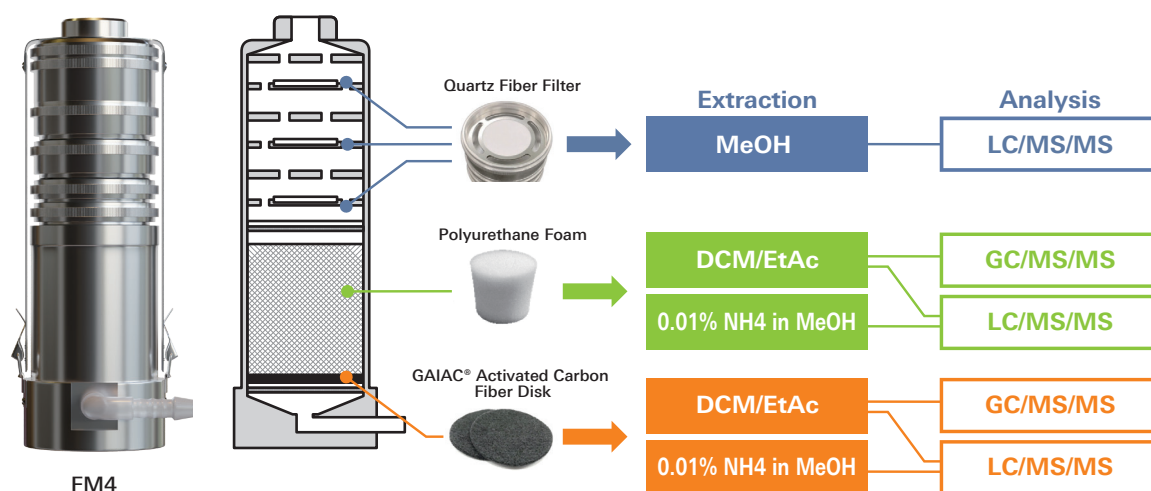 Quartz Fiber Filter
Extraction
Analysis
MeOH
LC/MS/MS
Polyurethane Foam
DCM/EtAc
GC/MS/MS
0.01% NH4 in MeOH
LC/MS/MS
GAIAC® Activated Carbon
Fiber Disk
DCM/EtAc
GC/MS/MS
0.01% NH4 in MeOH
LC/MS/MS
FM4